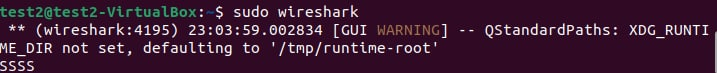 test2@test2-VirtualBox:~$ sudo wireshark
 ** (wireshark:4195) 23:03:59.002834 [GUI WARNING] -- QStandardPaths: XDG_RUNTI
ME_DIR not set, defaulting to '/tmp/runtime-root'
SSSS